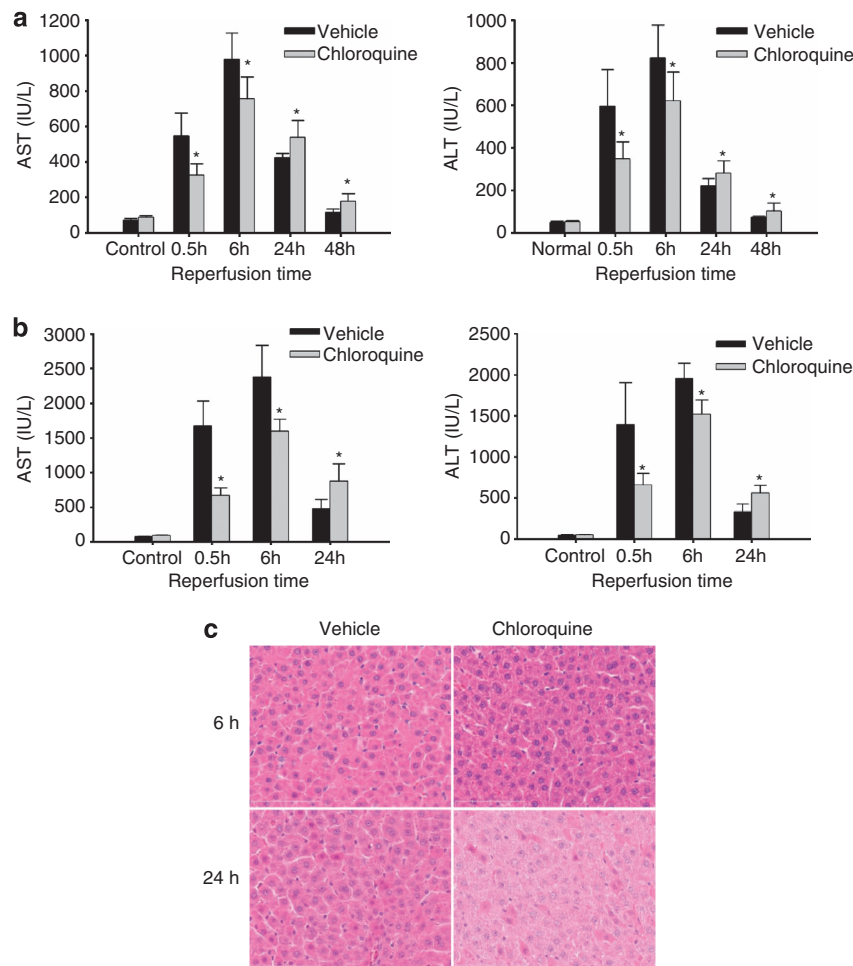 a
AST (IU/L)
1200
1000
800
600
400
200
0
Vehicle
Chloroquine
*
*
*
*
Control 0.5h 6h 24h 48h
Reperfusion time
ALT (IU/L)
1000
800
600
400
200
0
Vehicle
Chloroquine
*
*
*
*
Normal 0.5h 6h 24h 48h
Reperfusion time
b
AST (IU/L)
3000
2500
2000
1500
1000
500
0
Vehicle
Chloroquine
*
*
*
Control 0.5h 6h 24h
Reperfusion time
ALT (IU/L)
2500
2000
1500
1000
500
0
Vehicle
Chloroquine
*
*
*
Control 0.5h 6h 24h
Reperfusion time
c
Vehicle Chloroquine
6 h
24 h